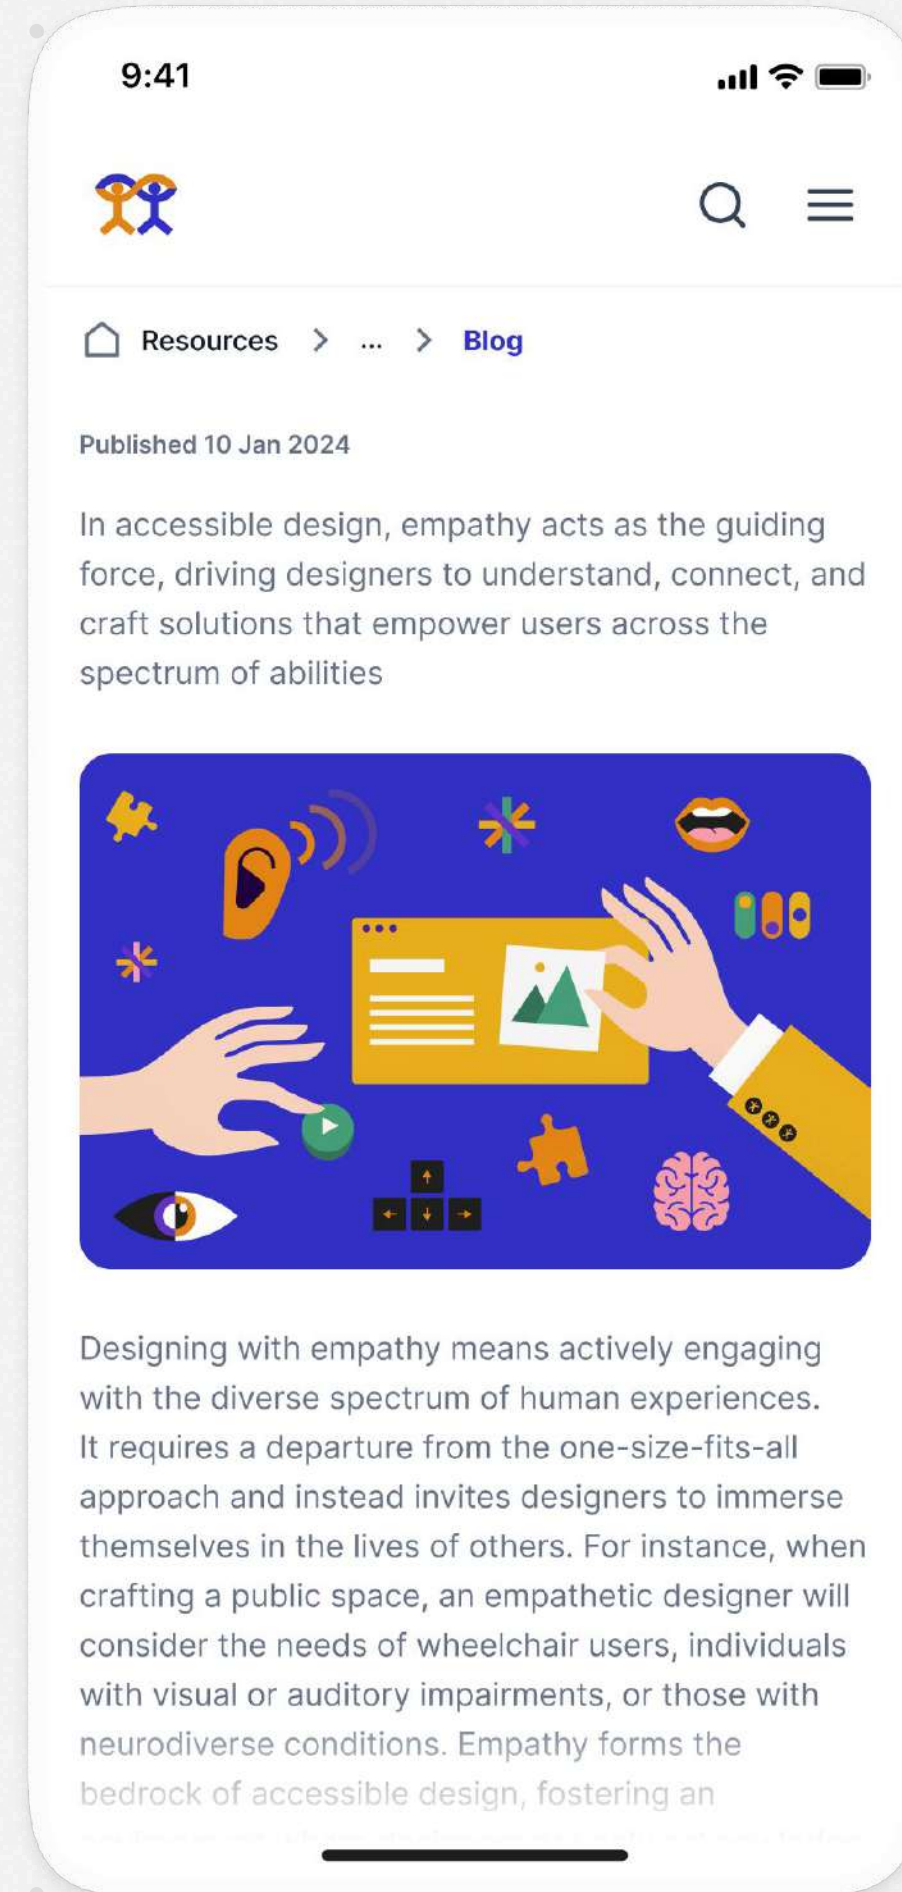 9:41
Resources > ... > Blog
Published 10 Jan 2024
In accessible design, empathy acts as the guiding
force, driving designers to understand, connect, and
craft solutions that empower users across the
spectrum of abilities
Designing with empathy means actively engaging
with the diverse spectrum of human experiences.
It requires a departure from the one-size-fits-all
approach and instead invites designers to immerse
themselves in the lives of others. For instance, when
crafting a public space, an empathetic designer will
consider the needs of wheelchair users, individuals
with visual or auditory impairments, or those with
neurodiverse conditions. Empathy forms the
bedrock of accessible design, fostering an